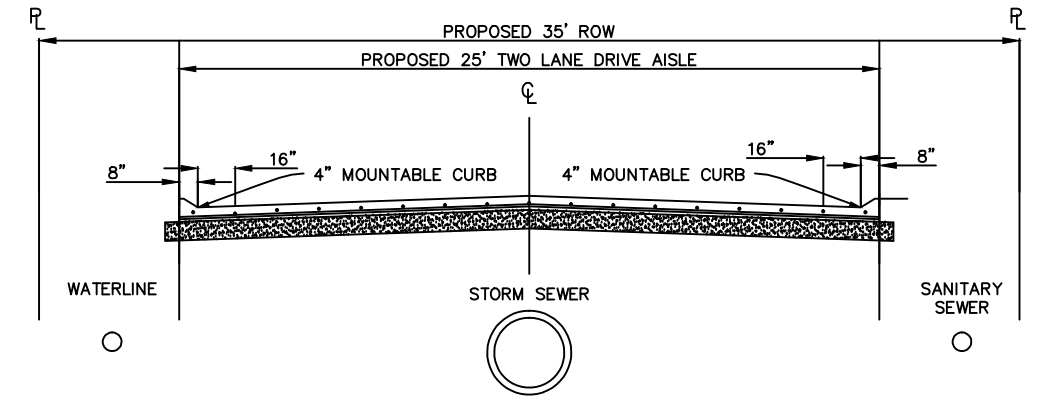 PL
PL
PROPOSED 35' ROW
PROPOSED 25' TWO LANE DRIVE AISLE
CL
8"
16"
4" MOUNTABLE CURB
4" MOUNTABLE CURB
16"
8"
WATERLINE
STORM SEWER
SANITARY
SEWER